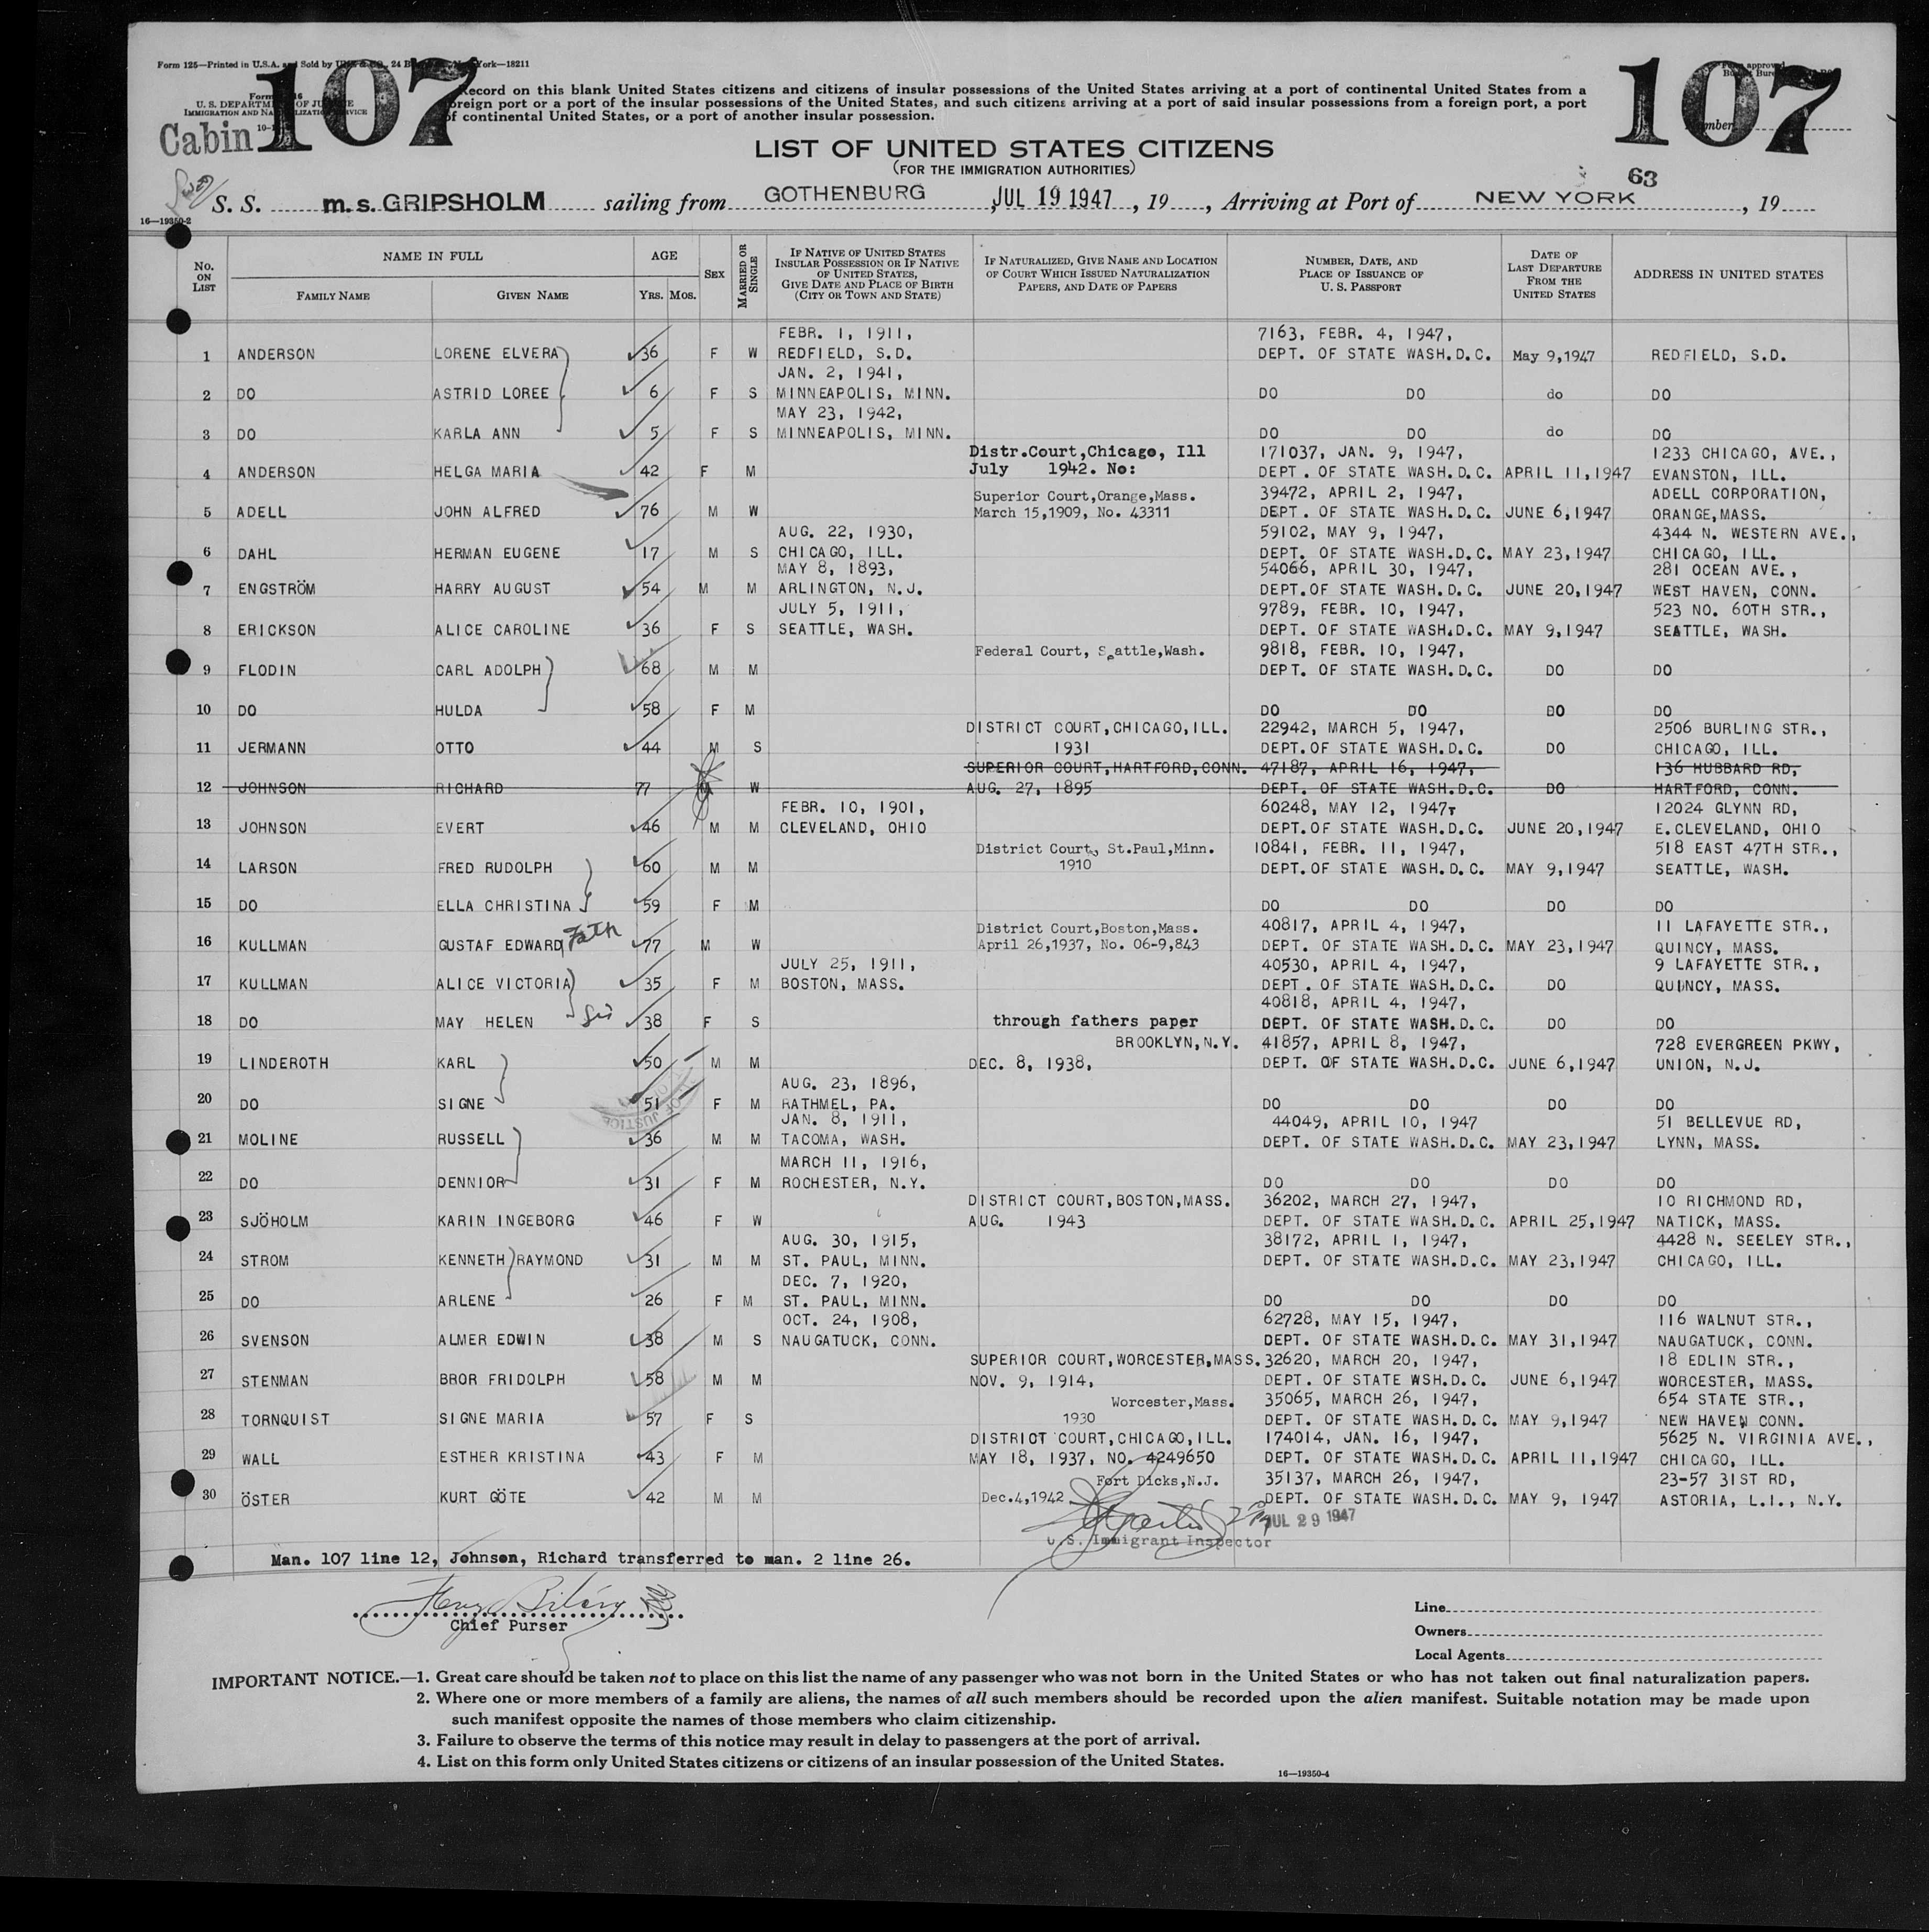 Form 125—Printed in U.S.A. and Sold by 24 York—18211
107
107
U. S. DEPARTMENT OF JUSTICE
IMMIGRATION AND NATURALIZATION SERVICE
Cabin
Record on this blank United States citizens and citizens of insular possessions of the United States arriving at a port of continental United States from a
foreign port or a port of the insular possessions of the United States, and such citizens arriving at a port of said insular possessions from a foreign port, a port
of continental United States, or a port of another insular possession.
LIST OF UNITED STATES CITIZENS
(FOR THE IMMIGRATION AUTHORITIES)
63
S. S. m.s. GRIPSHOLM sailing from GOTHENBURG JUL 19 1947, 19, Arriving at Port of NEW YORK, 19
16—19350-2
No. ON LIST
NAME IN FULL
FAMILY NAME GIVEN NAME
AGE
YRS. MOS.
SEX
MARRIED OR SINGLE
IF NATIVE OF UNITED STATES INSULAR POSSESSION OR IF NATIVE OF UNITED STATES, GIVE DATE AND PLACE OF BIRTH (CITY OR TOWN AND STATE)
IF NATURALIZED, GIVE NAME AND LOCATION OF COURT WHICH ISSUED NATURALIZATION PAPERS, AND DATE OF PAPERS
NUMBER, DATE, AND PLACE OF ISSUANCE OF U. S. PASSPORT
DATE OF LAST DEPARTURE FROM THE UNITED STATES
ADDRESS IN UNITED STATES
FEBR. 1, 1911, 7163, FEBR. 4, 1947,
1 ANDERSON LORENE ELVERA 36 F W REDFIELD, S.D. DEPT. OF STATE WASH.D.C. May 9,1947 REDFIELD, S.D.
JAN. 2, 1941,
2 DO ASTRID LOREE 6 F S MINNEAPOLIS, MINN. DO DO do DO
MAY 23, 1942,
3 DO KARLA ANN 5 F S MINNEAPOLIS, MINN. DO DO do DO
Distr.Court,Chicago, Ill 171037, JAN. 9, 1947, 1233 CHICAGO, AVE.,
4 ANDERSON HELGA MARIA 42 F M July 1942. No: DEPT. OF STATE WASH.D.C. APRIL 11,1947 EVANSTON, ILL.
Superior Court,Orange,Mass. 39472, APRIL 2, 1947, ADELL CORPORATION,
5 ADELL JOHN ALFRED 76 M W March 15,1909, No. 43311 DEPT. OF STATE WASH.D.C. JUNE 6,1947 ORANGE,MASS.
AUG. 22, 1930, 59102, MAY 9, 1947, 4344 N. WESTERN AVE.,
6 DAHL HERMAN EUGENE 17 M S CHICAGO, ILL. DEPT. OF STATE WASH.D.C. MAY 23,1947 CHICAGO, ILL.
MAY 8, 1893, 54066, APRIL 30, 1947, 281 OCEAN AVE.,
7 ENGSTRÖM HARRY AUGUST 54 M M ARLINGTON, N.J. DEPT.OF STATE WASH.D.C. JUNE 20,1947 WEST HAVEN, CONN.
JULY 5, 1911, 9789, FEBR. 10, 1947, 523 NO. 60TH STR.,
8 ERICKSON ALICE CAROLINE 36 F S SEATTLE, WASH. DEPT. OF STATE WASH.D.C. MAY 9,1947 SEATTLE, WASH.
Federal Court, Seattle,Wash. 9818, FEBR. 10, 1947,
9 FLODIN CARL ADOLPH 68 M M DEPT. OF STATE WASH.D.C. DO DO
10 DO HULDA 58 F M DO DO DO DO
DISTRICT COURT,CHICAGO,ILL. 22942, MARCH 5, 1947, 2506 BURLING STR.,
11 JERMANN OTTO 44 M S 1931 DEPT.OF STATE WASH.D.C. DO CHICAGO, ILL.
SUPERIOR COURT,HARTFORD,CONN. 47187, APRIL 16, 1947, 136 HUBBARD RD,
12 JOHNSON RICHARD 77 W AUG. 27, 1895 DEPT. OF STATE WASH.D.C. DO HARTFORD, CONN.
FEBR. 10, 1901, 60248, MAY 12, 1947, 12024 GLYNN RD,
13 JOHNSON EVERT 46 M M CLEVELAND, OHIO DEPT.OF STATE WASH.D.C. JUNE 20,1947 E.CLEVELAND, OHIO
District Court, St.Paul,Minn. 10841, FEBR. 11, 1947, 518 EAST 47TH STR.,
14 LARSON FRED RUDOLPH 60 M M 1910 DEPT.OF STATE WASH.D.C. MAY 9,1947 SEATTLE, WASH.
15 DO ELLA CHRISTINA 59 F M DO DO DO DO
District Court,Boston,Mass. 40817, APRIL 4, 1947, 11 LAFAYETTE STR.,
16 KULLMAN GUSTAF EDWARD Fath 77 M W April 26,1937, No. 06-9,843 DEPT. OF STATE WASH.D.C. MAY 23,1947 QUINCY, MASS.
JULY 25, 1911, 40530, APRIL 4, 1947, 9 LAFAYETTE STR.,
17 KULLMAN ALICE VICTORIA 35 F M BOSTON, MASS. DEPT. OF STATE WASH.D.C. DO QUINCY, MASS.
40818, APRIL 4, 1947,
18 DO MAY HELEN Sis 38 F S through fathers paper DEPT. OF STATE WASH.D.C. DO DO
BROOKLYN,N.Y. 41857, APRIL 8, 1947, 728 EVERGREEN PKWY,
19 LINDEROTH KARL 50 M M DEC. 8, 1938, DEPT. OF STATE WASH.D.C. JUNE 6,1947 UNION, N.J.
AUG. 23, 1896,
20 DO SIGNE 51 F M RATHMEL, PA. DO DO DO DO
JAN. 8, 1911, 44049, APRIL 10, 1947 51 BELLEVUE RD,
21 MOLINE RUSSELL 36 M M TACOMA, WASH. DEPT. OF STATE WASH.D.C. MAY 23,1947 LYNN, MASS.
MARCH 11, 1916,
22 DO DENNIOR 31 F M ROCHESTER, N.Y. DO DO DO DO
DISTRICT COURT,BOSTON,MASS. 36202, MARCH 27, 1947, 10 RICHMOND RD,
23 SJÖHOLM KARIN INGEBORG 46 F W AUG. 1943 DEPT. OF STATE WASH.D.C. APRIL 25,1947 NATICK, MASS.
AUG. 30, 1915, 38172, APRIL 1, 1947, 4428 N. SEELEY STR.,
24 STROM KENNETH RAYMOND 31 M M ST. PAUL, MINN. DEPT. OF STATE WASH.D.C. MAY 23,1947 CHICAGO, ILL.
DEC. 7, 1920,
25 DO ARLENE 26 F M ST. PAUL, MINN. DO DO DO DO
OCT. 24, 1908, 62728, MAY 15, 1947, 116 WALNUT STR.,
26 SVENSON ALMER EDWIN 38 M S NAUGATUCK, CONN. DEPT. OF STATE WASH.D.C. MAY 31,1947 NAUGATUCK, CONN.
SUPERIOR COURT,WORCESTER,MASS. 32620, MARCH 20, 1947, 18 EDLIN STR.,
27 STENMAN BROR FRIDOLPH 58 M M NOV. 9, 1914, DEPT. OF STATE WSH.D.C. JUNE 6,1947 WORCESTER, MASS.
Worcester,Mass. 35065, MARCH 26, 1947, 654 STATE STR.,
28 TORNQUIST SIGNE MARIA 57 F S 1930 DEPT. OF STATE WASH.D.C. MAY 9,1947 NEW HAVEN CONN.
DISTRICT COURT,CHICAGO,ILL. 174014, JAN. 16, 1947, 5625 N. VIRGINIA AVE.,
29 WALL ESTHER KRISTINA 43 F M MAY 18, 1937, NO. 4249650 DEPT. OF STATE WASH.D.C. APRIL 11,1947 CHICAGO, ILL.
Fort Dicks,N.J. 35137, MARCH 26, 1947, 23-57 31ST RD,
30 ÖSTER KURT GÖTE 42 M M Dec.4,1942 DEPT. OF STATE WASH.D.C. MAY 9, 1947 ASTORIA, L.I., N.Y.
JUL 29 1947
U.S. Immigrant Inspector
Man. 107 line 12, Johnson, Richard transferred to man. 2 line 26.
Chief Purser
Line
Owners
Local Agents
IMPORTANT NOTICE.—1. Great care should be taken not to place on this list the name of any passenger who was not born in the United States or who has not taken out final naturalization papers.
2. Where one or more members of a family are aliens, the names of all such members should be recorded upon the alien manifest. Suitable notation may be made upon
such manifest opposite the names of those members who claim citizenship.
3. Failure to observe the terms of this notice may result in delay to passengers at the port of arrival.
4. List on this form only United States citizens or citizens of an insular possession of the United States.
16—19350-4